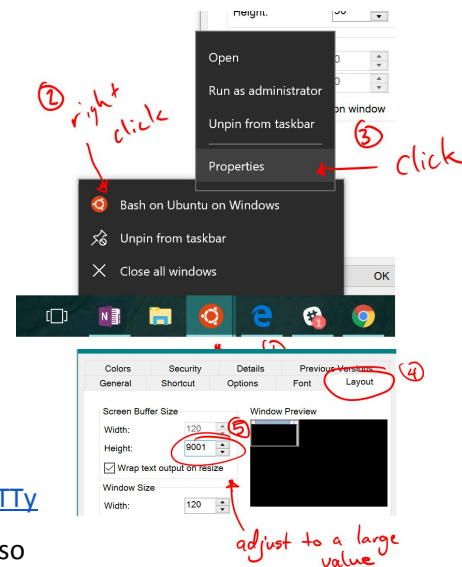 Height:
Open
Run as administrator
Unpin from taskbar
on window
Properties
② right click
③ click
Bash on Ubuntu on Windows
Unpin from taskbar
Close all windows
OK
1
Colors Security Details Previous Versions
General Shortcut Options Font Layout
④
Screen Buffer Size Window Preview
Width: 120
⑤
Height: 9001
Wrap text output on resize
Window Size
Width: 120
TTy
so
adjust to a large
value